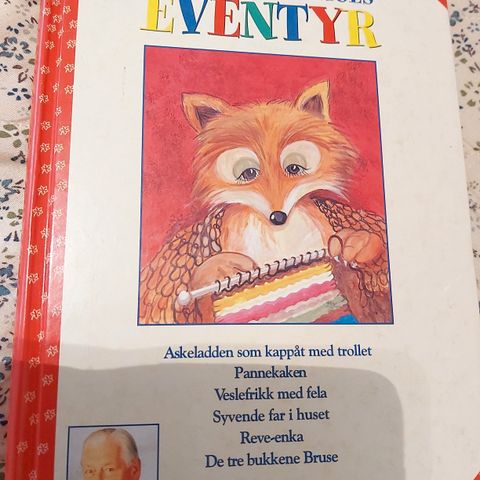 EVENTYR
Askeladden som kappåt med trollet
Pannekaken
Veslefrikk med fela
Syvende far i huset
Reve-enka
De tre bukkene Bruse